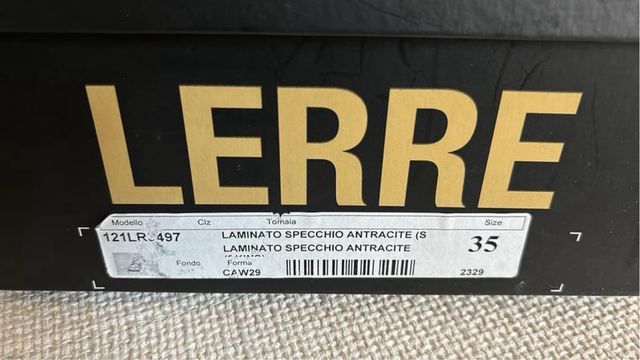 LERRE
Modello Clz Tomaia Size
LAMINATO SPECCHIO ANTRACITE (S
LAMINATO SPECCHIO ANTRACITE
35
Fondo Forma
CAW29 2329